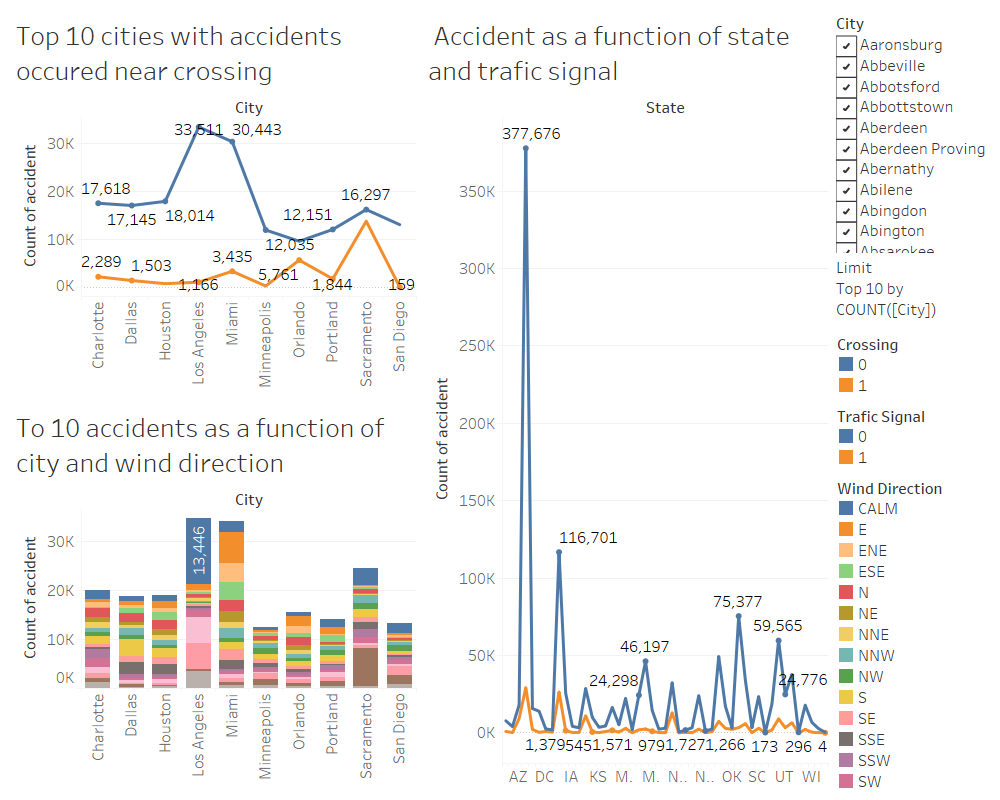 Top 10 cities with accidents
occured near crossing
City
Count of accident
30K
20K
10K
0K
33,511
30,443
17,618
17,145
18,014
12,151
16,297
12,035
2,289
1,503
1,166
3,435
5,761
1,844
159
Charlotte
Dallas
Houston
Los Angeles
Miami
Minneapolis
Orlando
Portland
Sacramento
San Diego
To 10 accidents as a function of
city and wind direction
City
Count of accident
30K
20K
10K
0K
13,446
Charlotte
Dallas
Houston
Los Angeles
Miami
Minneapolis
Orlando
Portland
Sacramento
San Diego
Accident as a function of state
and trafic signal
State
Count of accident
350K
300K
250K
200K
150K
100K
50K
0K
377,676
116,701
75,377
59,565
46,197
24,298
24,776
1,379
545
1,571
979
1,727
1,266
173
296
4
AZ
DC
IA
KS
M.
M.
N..
N..
OK
SC
UT
WI
City
Aaronsburg
Abbeville
Abbotsford
Abbottstown
Aberdeen
Aberdeen Proving
Abernathy
Abilene
Abingdon
Abington
Absarokee
Limit
Top 10 by
COUNT([City])
Crossing
0
1
Trafic Signal
0
1
Wind Direction
CALM
E
ENE
ESE
N
NE
NNE
NNW
NW
S
SE
SSE
SSW
SW